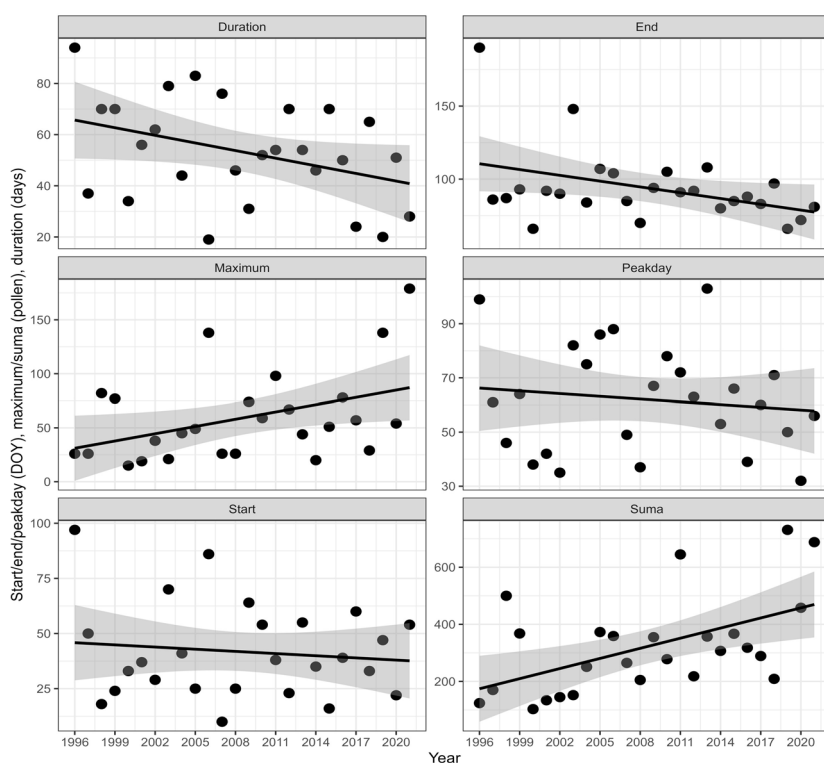 Duration
End
80
60
40
20
150
100
Maximum
Peakday
150
100
50
0
90
70
50
30
Start
Suma
100
75
50
25
600
400
200
1996 1999 2002 2005 2008 2011 2014 2017 2020
1996 1999 2002 2005 2008 2011 2014 2017 2020
Year
Start/end/peakday (DOY), maximum/suma (pollen), duration (days)